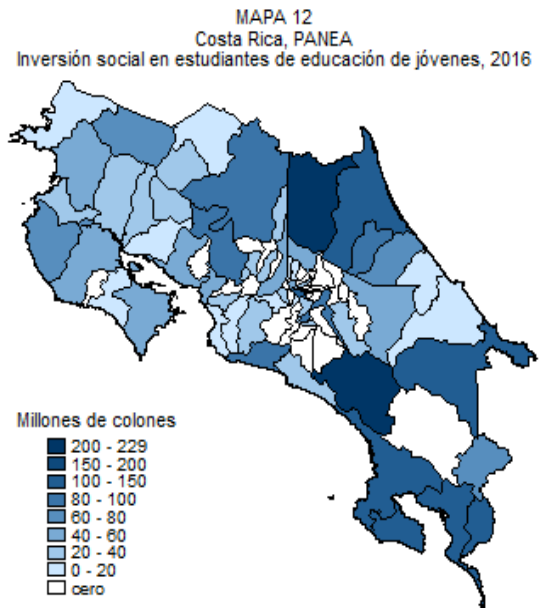 MAPA 12
Costa Rica, PANEA
Inversión social en estudiantes de educación de jóvenes, 2016
Millones de colones
200 - 229
150 - 200
100 - 150
80 - 100
60 - 80
40 - 60
20 - 40
0 - 20
cero